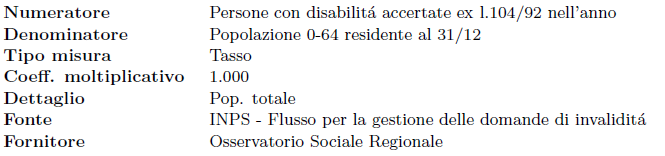 Numeratore Persone con disabilitá accertate ex l.104/92 nell'anno
Denominatore Popolazione 0-64 residente al 31/12
Tipo misura Tasso
Coeff. moltiplicativo 1.000
Dettaglio Pop. totale
Fonte INPS - Flusso per la gestione delle domande di invaliditá
Fornitore Osservatorio Sociale Regionale